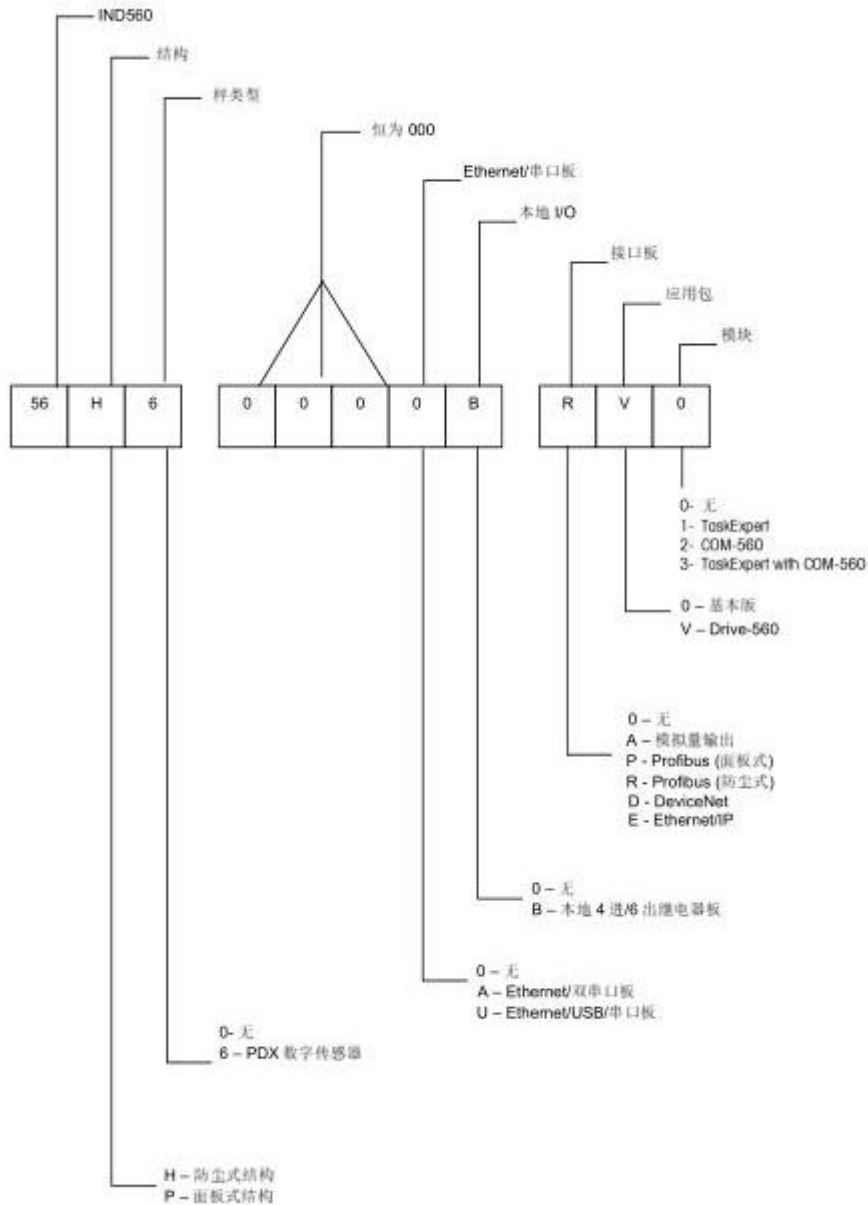 IND560
结构
秤类型
恒为 000
Ethernet/串口板
本地 I/O
接口板
应用包
模块
56 H 6 0 0 0 0 B R V 0
0- 无
1- TaskExpert
2- COM-560
3- TaskExpert with COM-560
0 – 基本版
V – Drive-560
0 – 无
A – 模拟量输出
P - Profibus (面板式)
R - Profibus (防尘式)
D - DeviceNet
E - Ethernet/IP
0 – 无
B – 本地 4 进/6 出继电器板
0 – 无
A – Ethernet/双串口板
U – Ethernet/USB/串口板
0- 无
6 – PDX 数字传感器
H – 防尘式结构
P – 面板式结构